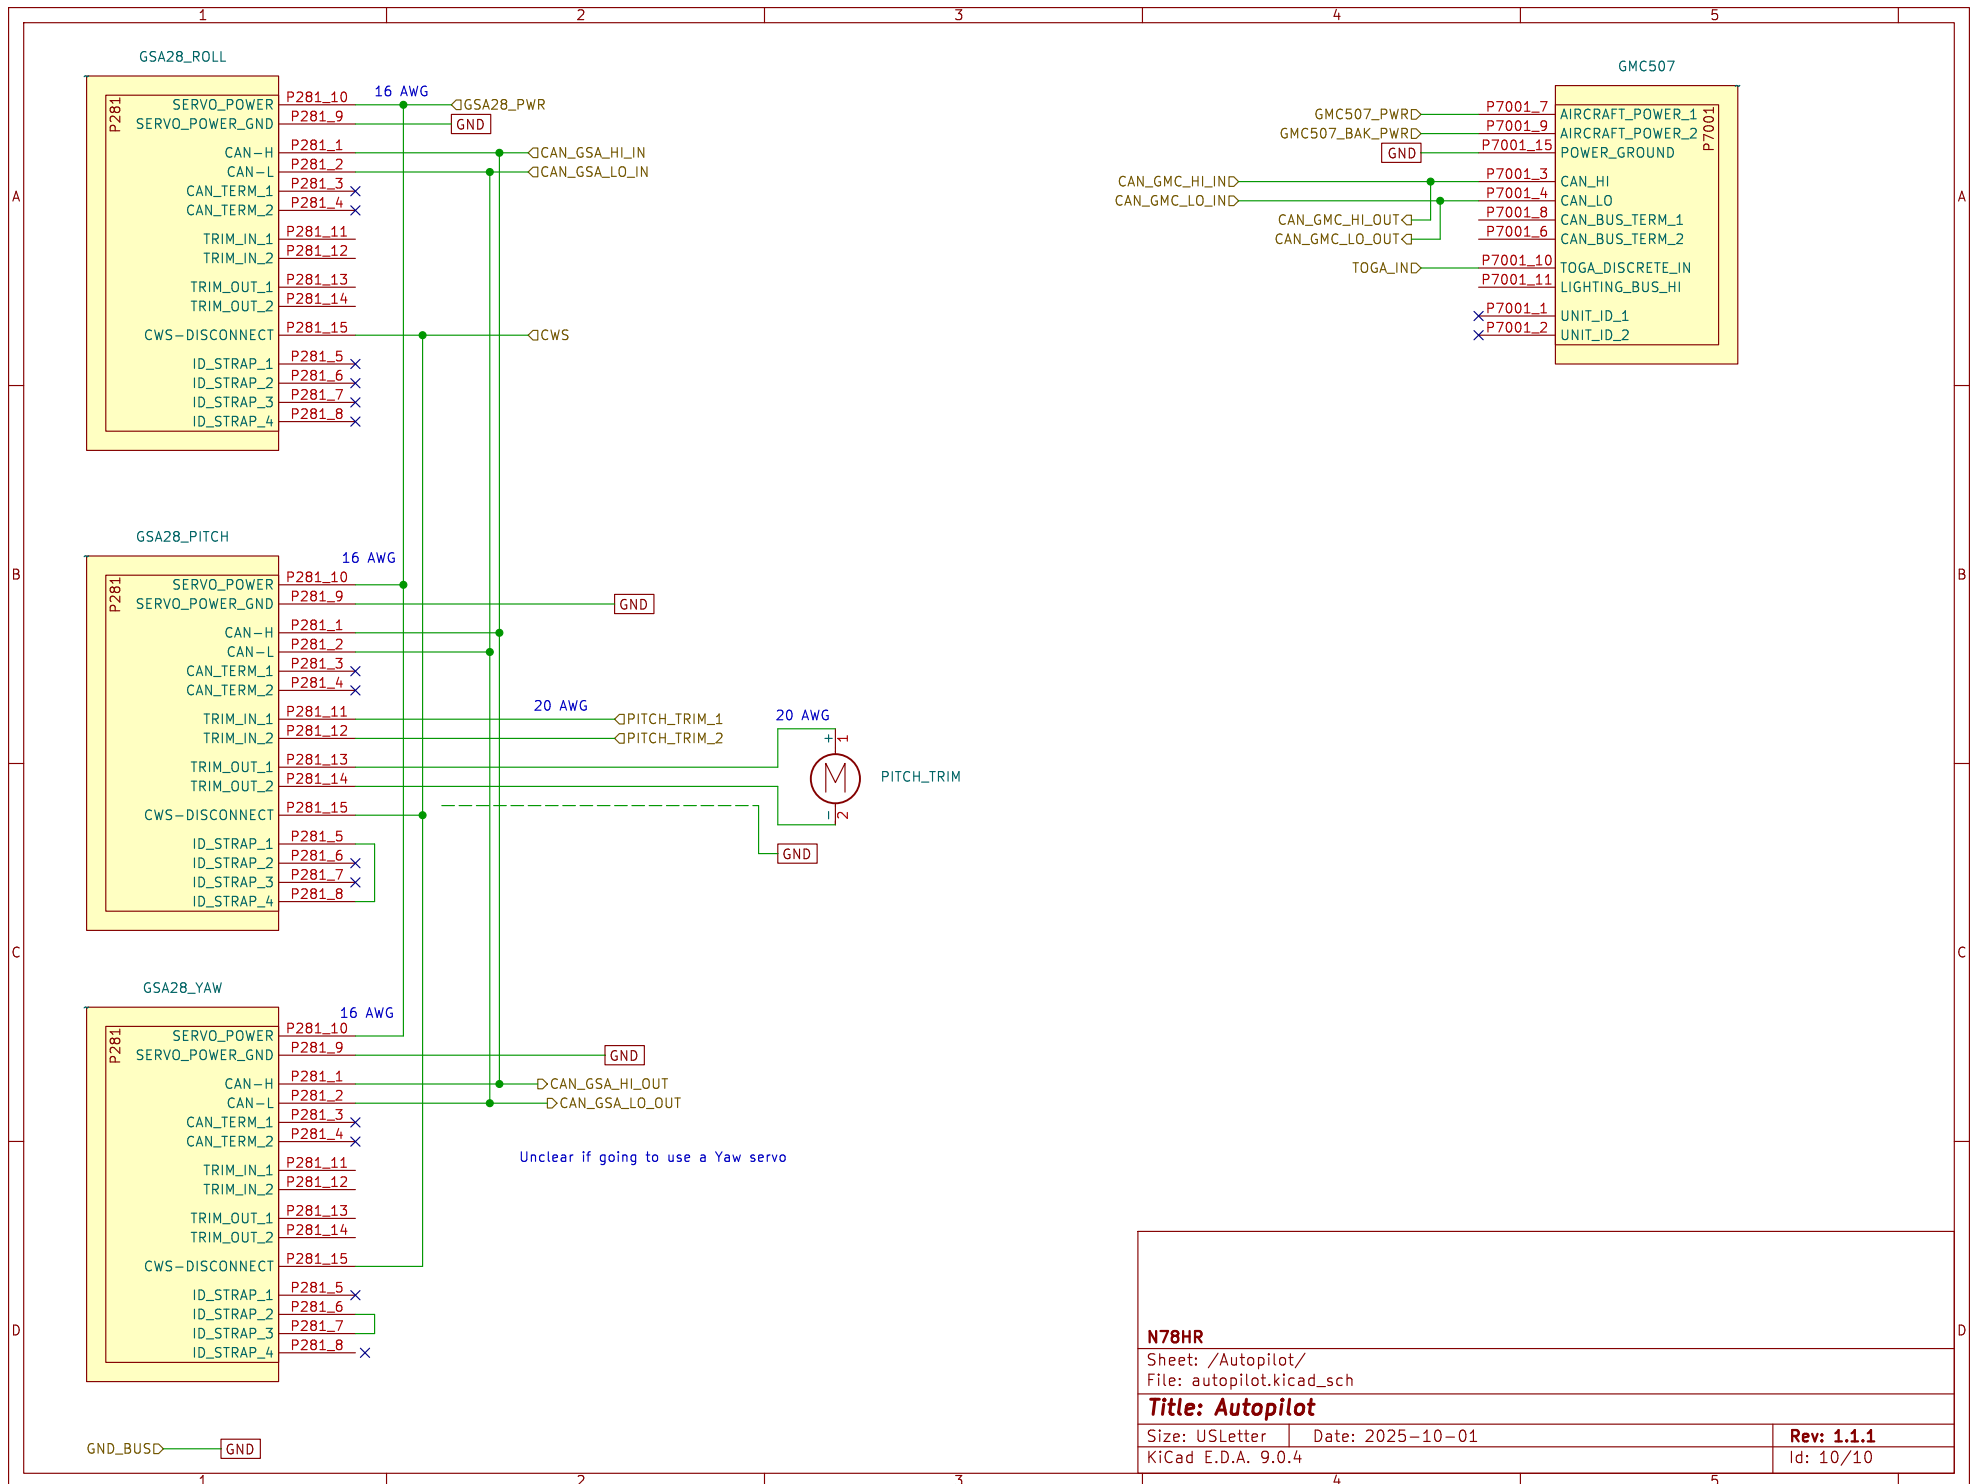 1 2 3 4 5
GSA28_ROLL
P281
16 AWG
SERVO_POWER P281_10 GSA28_PWR
SERVO_POWER_GND P281_9 GND
CAN-H P281_1 CAN_GSA_HI_IN
CAN-L P281_2 CAN_GSA_LO_IN
CAN_TERM_1 P281_3
CAN_TERM_2 P281_4
TRIM_IN_1 P281_11
TRIM_IN_2 P281_12
TRIM_OUT_1 P281_13
TRIM_OUT_2 P281_14
CWS-DISCONNECT P281_15 CWS
ID_STRAP_1 P281_5
ID_STRAP_2 P281_6
ID_STRAP_3 P281_7
ID_STRAP_4 P281_8
GMC507
P7001
GMC507_PWR P7001_7 AIRCRAFT_POWER_1
GMC507_BAK_PWR P7001_9 AIRCRAFT_POWER_2
GND P7001_15 POWER_GROUND
CAN_GMC_HI_IN P7001_3 CAN_HI
CAN_GMC_LO_IN P7001_4 CAN_LO
CAN_GMC_HI_OUT P7001_8 CAN_BUS_TERM_1
CAN_GMC_LO_OUT P7001_6 CAN_BUS_TERM_2
TOGA_IN P7001_10 TOGA_DISCRETE_IN
P7001_11 LIGHTING_BUS_HI
P7001_1 UNIT_ID_1
P7001_2 UNIT_ID_2
A A
GSA28_PITCH
P281
16 AWG
SERVO_POWER P281_10
SERVO_POWER_GND P281_9 GND
CAN-H P281_1
CAN-L P281_2
CAN_TERM_1 P281_3
CAN_TERM_2 P281_4
20 AWG
TRIM_IN_1 P281_11 PITCH_TRIM_1
TRIM_IN_2 P281_12 PITCH_TRIM_2
TRIM_OUT_1 P281_13
TRIM_OUT_2 P281_14
CWS-DISCONNECT P281_15
ID_STRAP_1 P281_5
ID_STRAP_2 P281_6
ID_STRAP_3 P281_7
ID_STRAP_4 P281_8
20 AWG
+ 1
M PITCH_TRIM
- 2
GND
B B
C C
GSA28_YAW
P281
16 AWG
SERVO_POWER P281_10
SERVO_POWER_GND P281_9 GND
CAN-H P281_1 CAN_GSA_HI_OUT
CAN-L P281_2 CAN_GSA_LO_OUT
CAN_TERM_1 P281_3
CAN_TERM_2 P281_4
Unclear if going to use a Yaw servo
TRIM_IN_1 P281_11
TRIM_IN_2 P281_12
TRIM_OUT_1 P281_13
TRIM_OUT_2 P281_14
CWS-DISCONNECT P281_15
ID_STRAP_1 P281_5
ID_STRAP_2 P281_6
ID_STRAP_3 P281_7
ID_STRAP_4 P281_8
D D
GND_BUS GND
N78HR
Sheet: /Autopilot/
File: autopilot.kicad_sch
Title: Autopilot
Size: USLetter Date: 2025-10-01 Rev: 1.1.1
KiCad E.D.A. 9.0.4 Id: 10/10
1 2 3 4 5